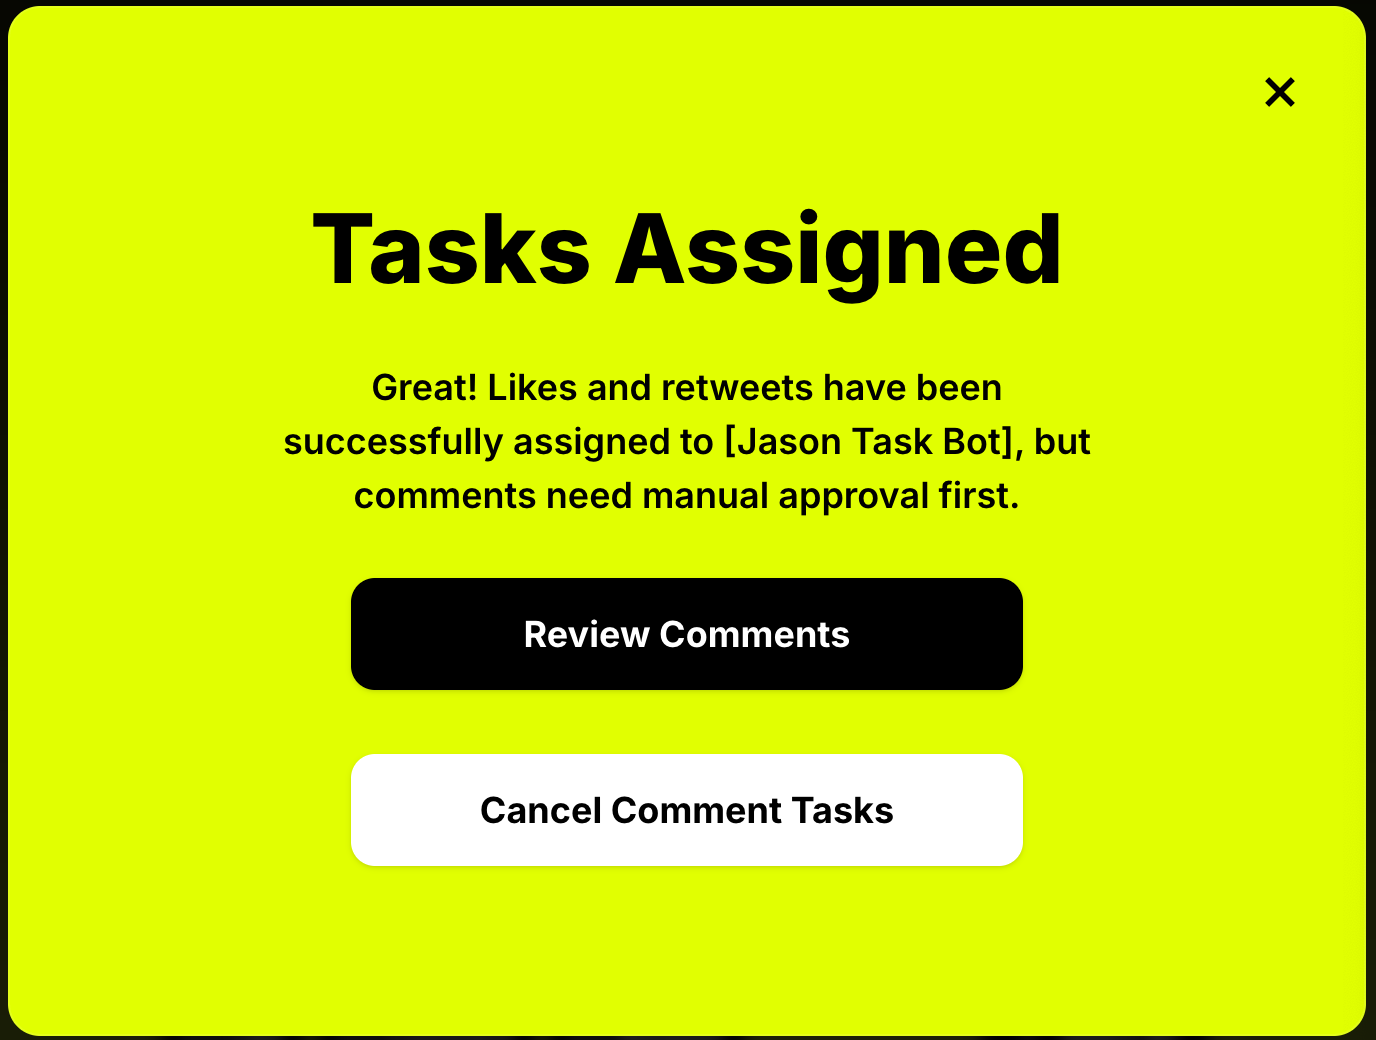 Tasks Assigned
Great! Likes and retweets have been
successfully assigned to [Jason Task Bot], but
comments need manual approval first.
Review Comments
Cancel Comment Tasks